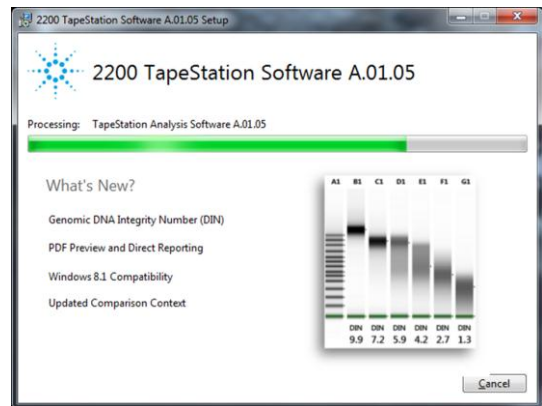 2200 TapeStation Software A.01.05 Setup
2200 TapeStation Software A.01.05
Processing: TapeStation Analysis Software A.01.05
What's New?
Genomic DNA Integrity Number (DIN)
PDF Preview and Direct Reporting
Windows 8.1 Compatibility
Updated Comparison Context
A1 B1 C1 D1 E1 F1 G1
DIN DIN DIN DIN DIN DIN
9.9 7.2 5.9 4.2 2.7 1.3
Cancel